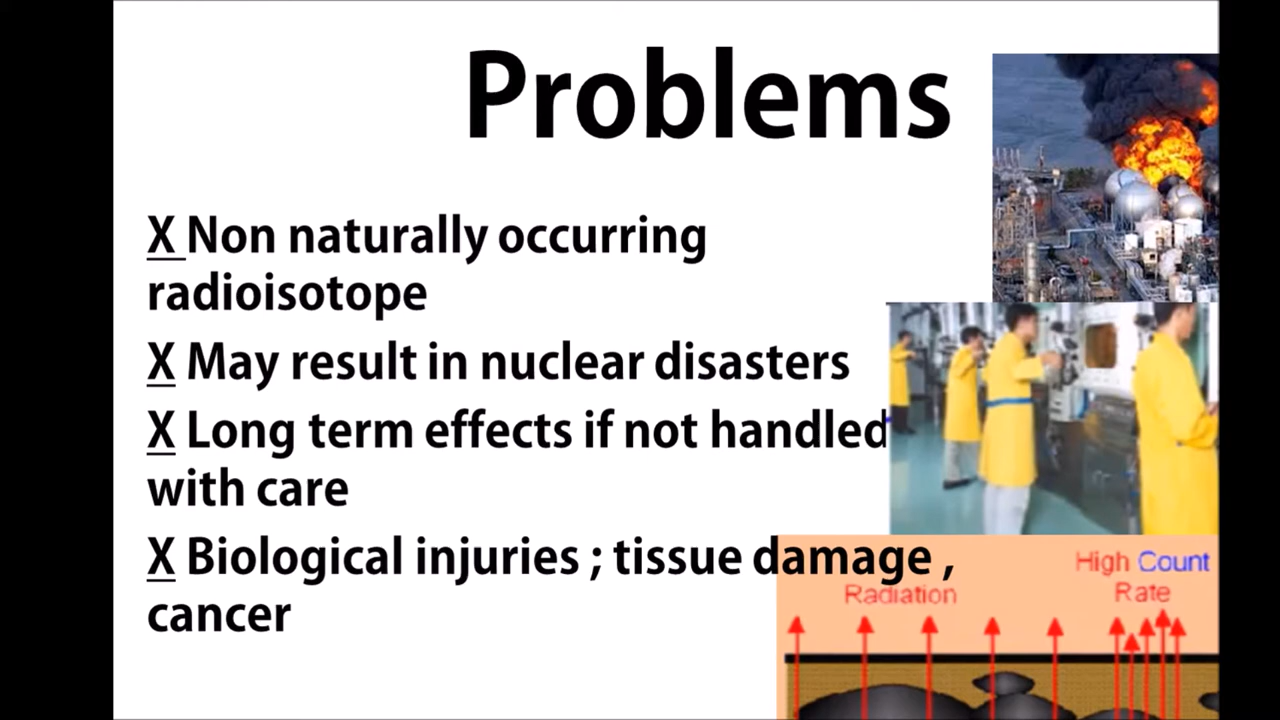 Problems
X Non naturally occurring
radioisotope
X May result in nuclear disasters
X Long term effects if not handled
with care
X Biological injuries ; tissue damage ,
cancer
Radiation
High Count
Rate